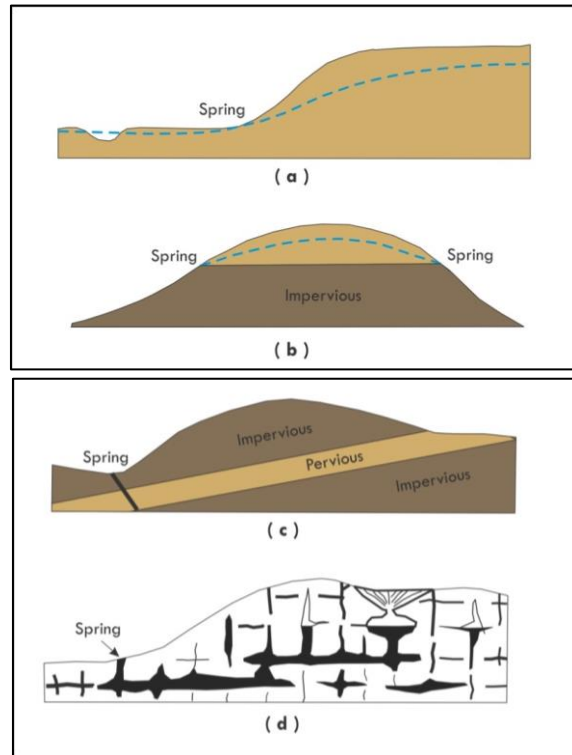 Spring
( a )
Spring
Spring
Impervious
( b )
Impervious
Spring
Pervious
Impervious
( c )
Spring
( d )